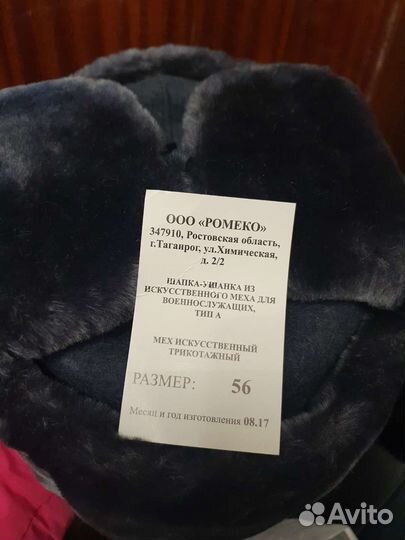 ООО «РОМЕКО»
347910, Ростовская область,
г.Таганрог, ул.Химическая,
д. 2/2
ШАПКА-УШАНКА ИЗ
ИСКУССТВЕННОГО МЕХА ДЛЯ
ВОЕННОСЛУЖАЩИХ,
ТИП А
МЕХ ИСКУССТВЕННЫЙ
ТРИКОТАЖНЫЙ
РАЗМЕР: 56
Месяц и год изготовления 08.17
Avito